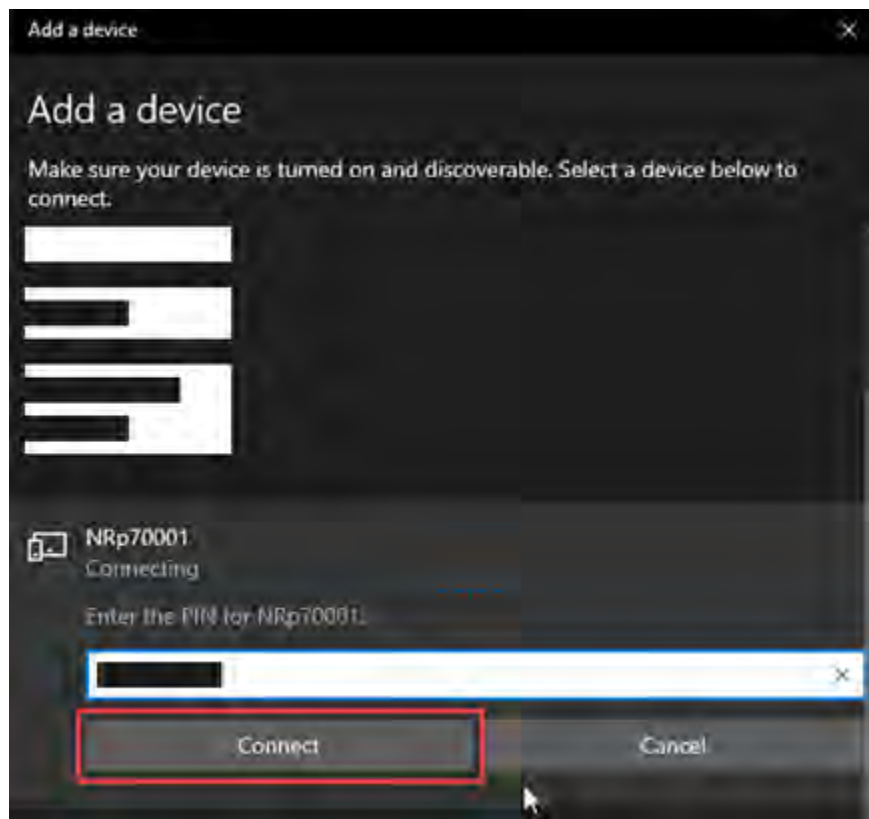 Add a device
Add a device
Make sure your device is turned on and discoverable. Select a device below to
connect.
NRp70001
Connecting
Enter the PIN for NRp70001.
Connect
Cancel